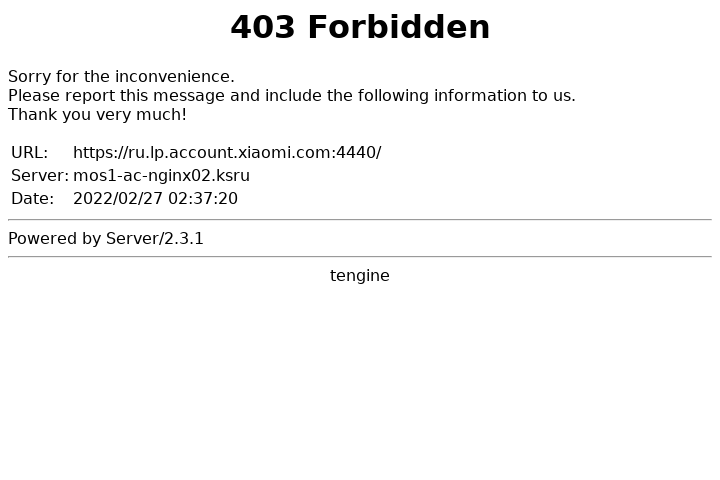 403 Forbidden
Sorry for the inconvenience.
Please report this message and include the following information to us.
Thank you very much!
URL: https://ru.lp.account.xiaomi.com:4440/
Server: mos1-ac-nginx02.ksru
Date: 2022/02/27 02:37:20
Powered by Server/2.3.1
tengine